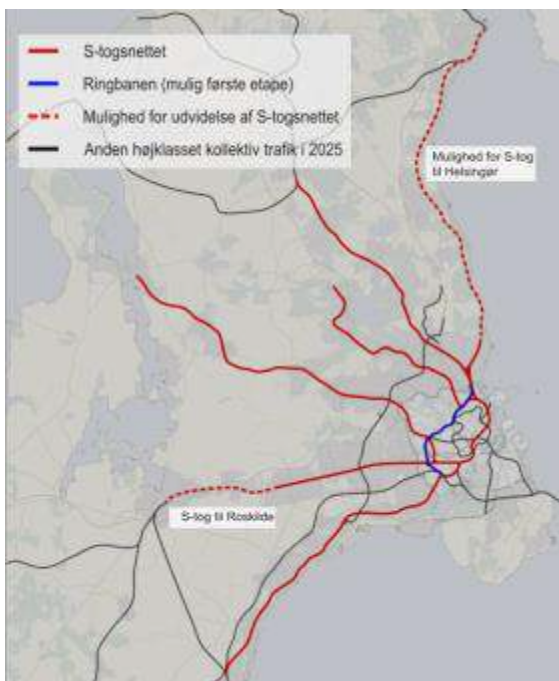 S-togsnettet
Ringbanen (mulig første etape)
Mulighed for udvidelse af S-togsnettet
Anden højklasset kollektiv trafik i 2025
Mulighed for S-tog
til Helsingør
S-tog til Roskilde